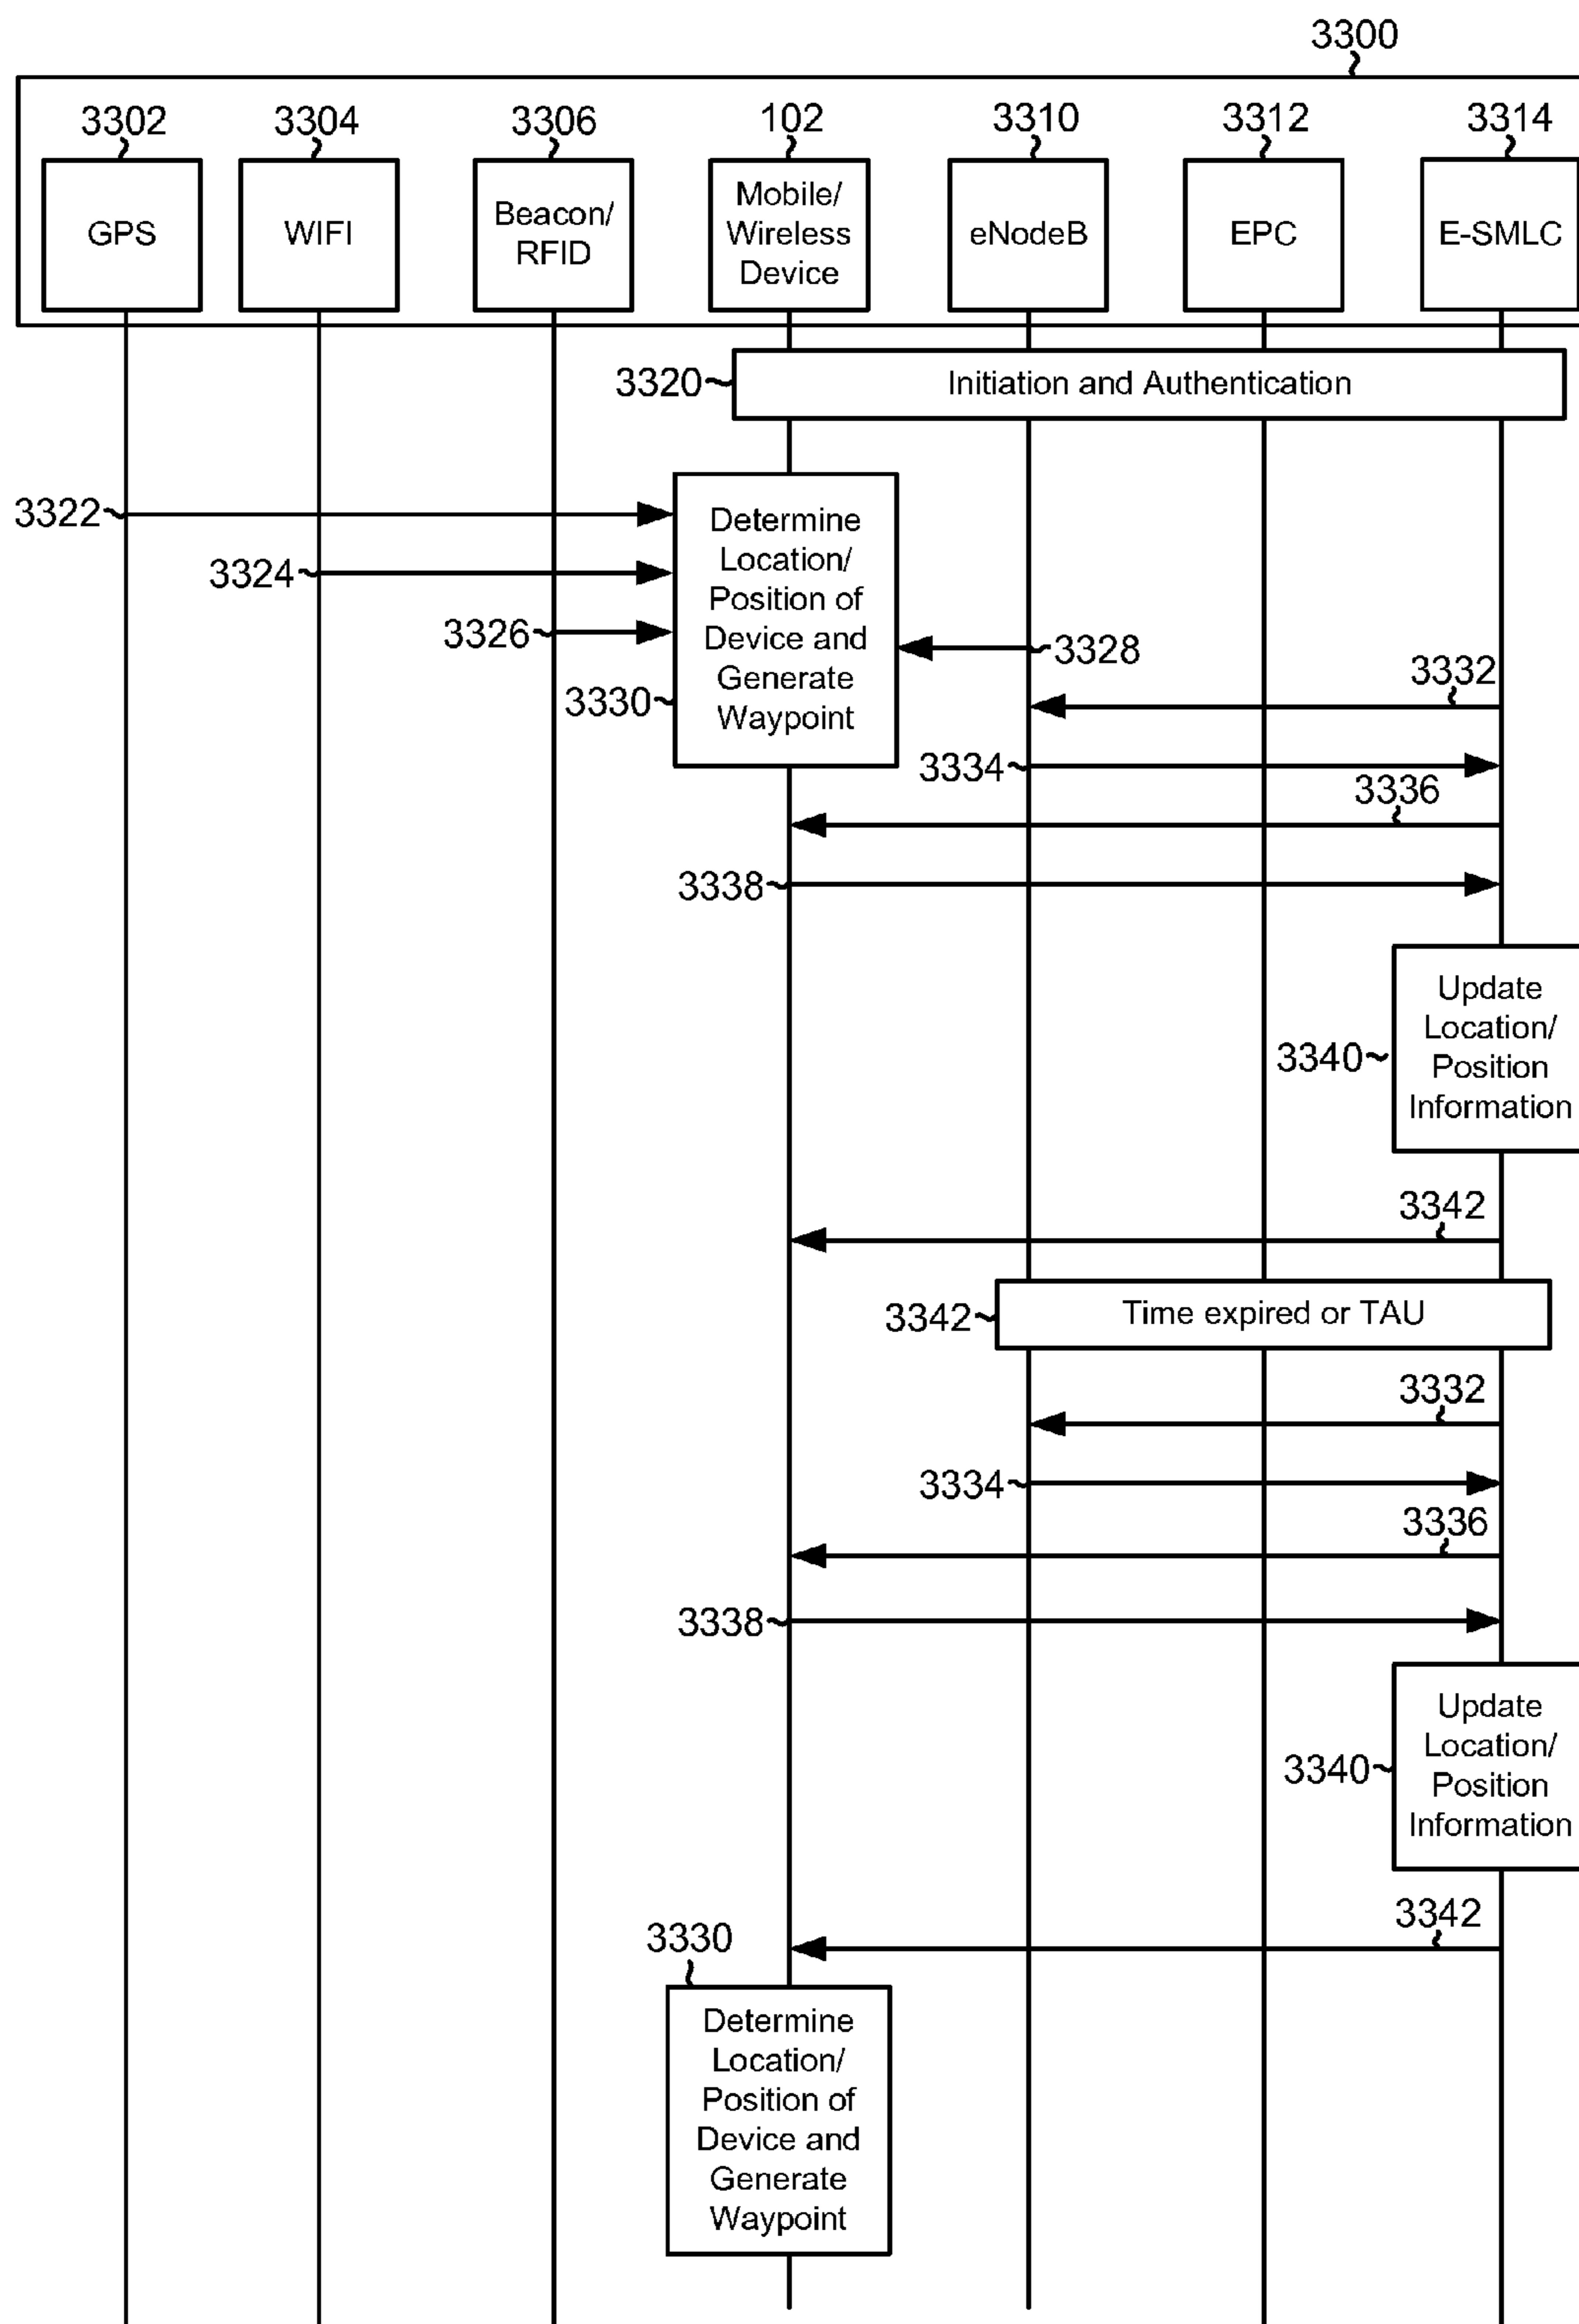 3300
3302
3304
3306
102
3310
3312
3314
GPS
WIFI
Beacon/
RFID
Mobile/
Wireless
Device
eNodeB
EPC
E-SMLC
3320
Initiation and Authentication
3322
3324
3326
3330
Determine
Location/
Position of
Device and
Generate
Waypoint
3328
3332
3334
3336
3338
3340
Update
Location/
Position
Information
3342
3342
Time expired or TAU
3332
3334
3336
3338
3340
Update
Location/
Position
Information
3342
3330
Determine
Location/
Position of
Device and
Generate
Waypoint